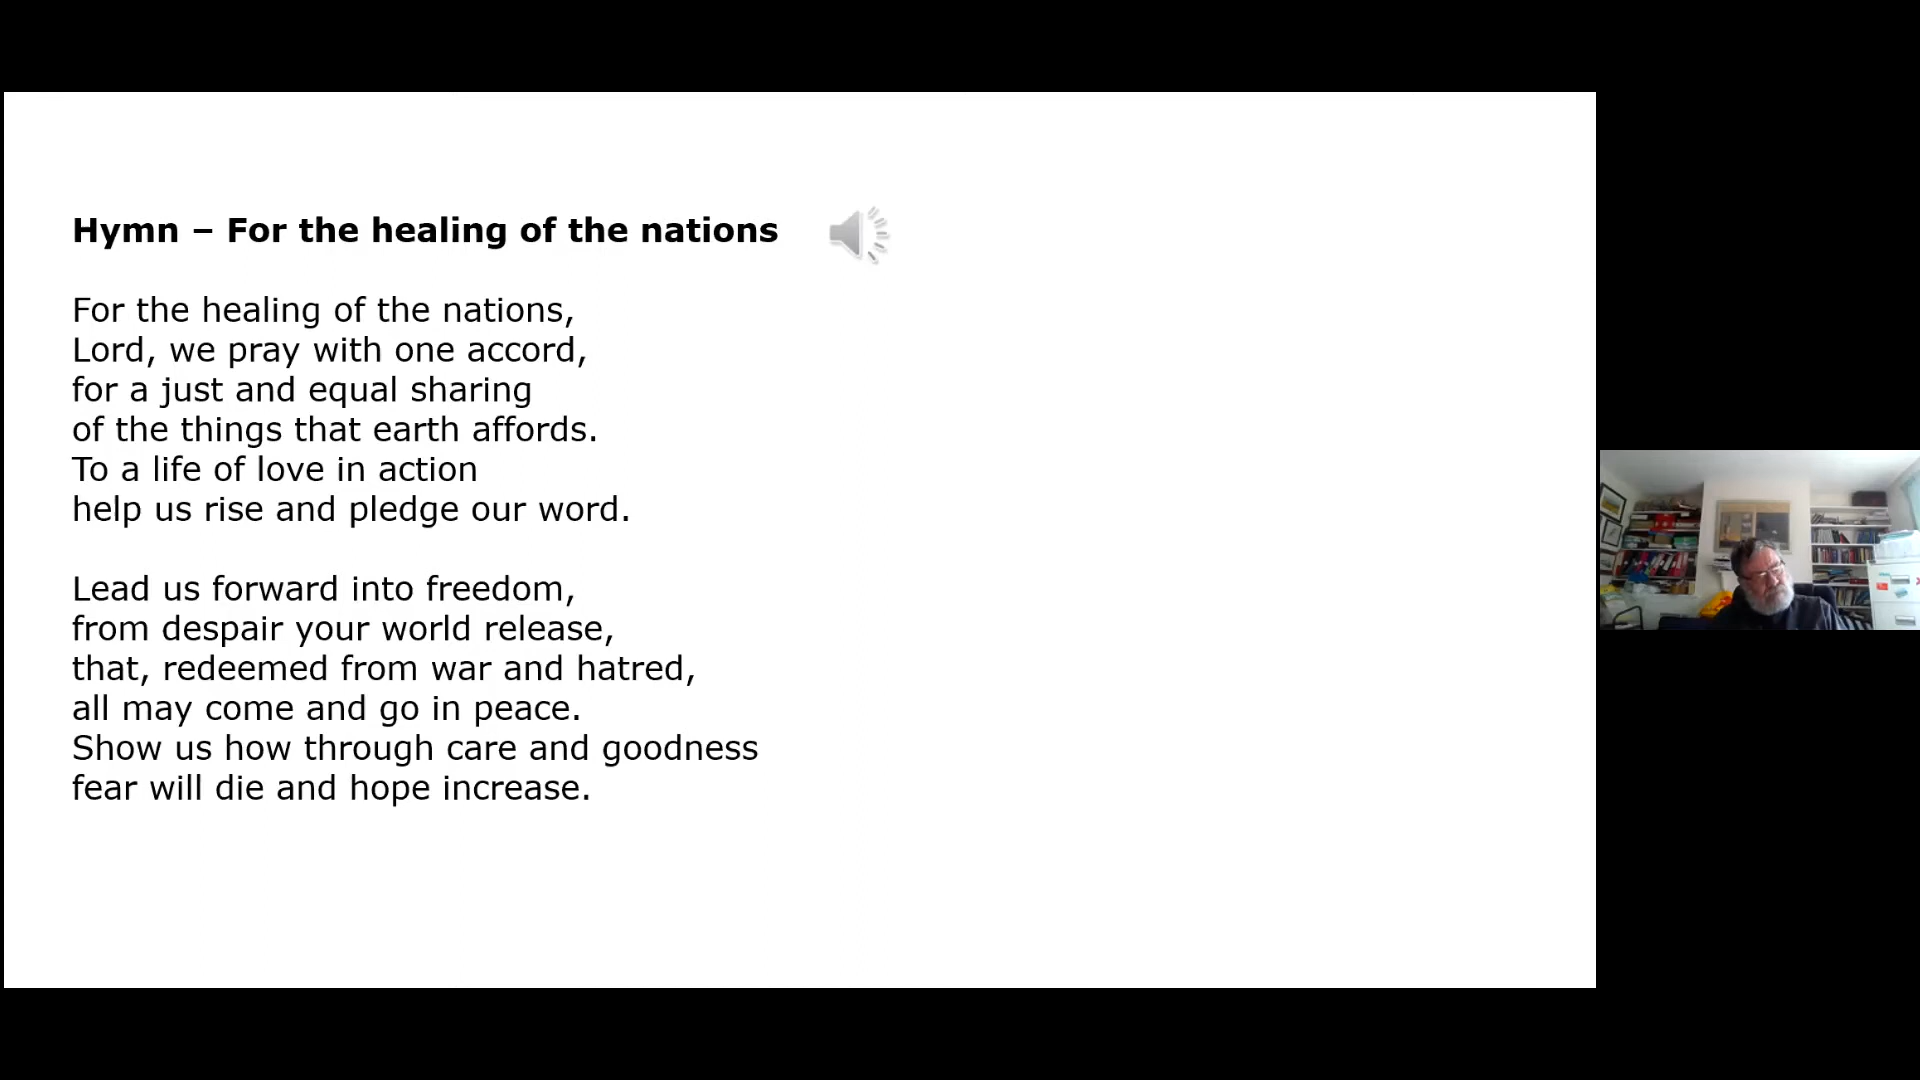 Hymn – For the healing of the nations
For the healing of the nations,
Lord, we pray with one accord,
for a just and equal sharing
of the things that earth affords.
To a life of love in action
help us rise and pledge our word.
Lead us forward into freedom,
from despair your world release,
that, redeemed from war and hatred,
all may come and go in peace.
Show us how through care and goodness
fear will die and hope increase.